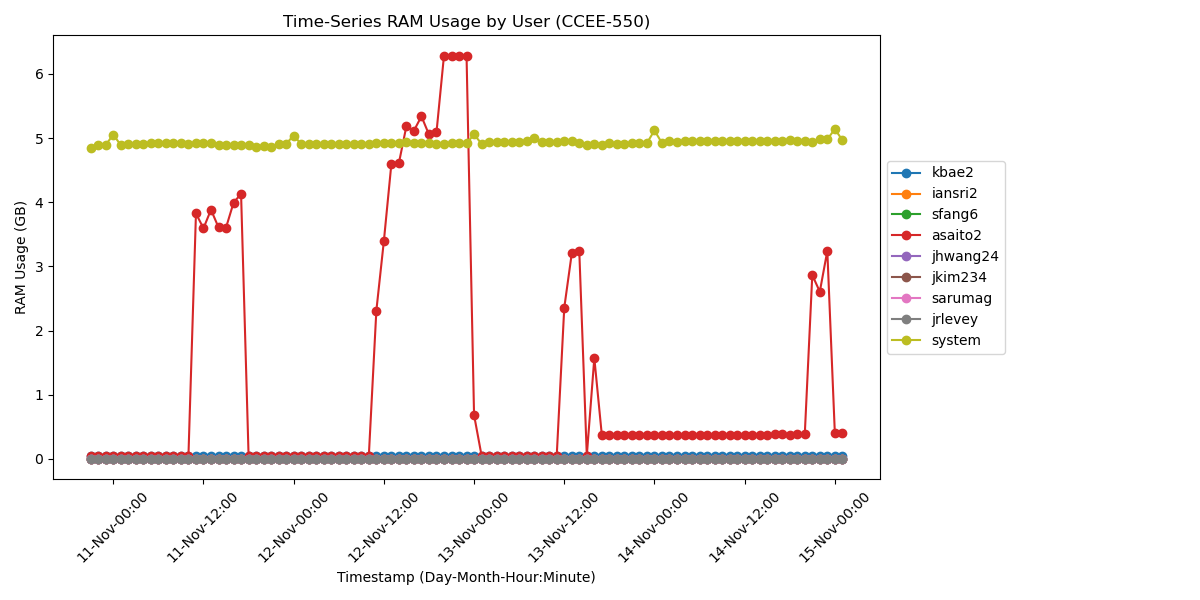 Time-Series RAM Usage by User (CCEE-550)
RAM Usage (GB)
6
5
4
3
2
1
0
11-Nov-00:00
11-Nov-12:00
12-Nov-00:00
12-Nov-12:00
13-Nov-00:00
13-Nov-12:00
14-Nov-00:00
14-Nov-12:00
15-Nov-00:00
Timestamp (Day-Month-Hour:Minute)
kbae2
iansri2
sfang6
asaito2
jhwang24
jkim234
sarumag
jrlevey
system